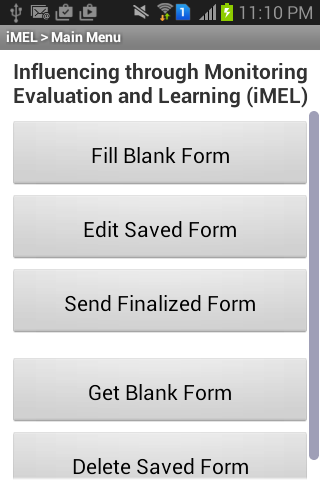 11:10 PM
iMEL > Main Menu
Influencing through Monitoring
Evaluation and Learning (iMEL)
Fill Blank Form
Edit Saved Form
Send Finalized Form
Get Blank Form
Delete Saved Form